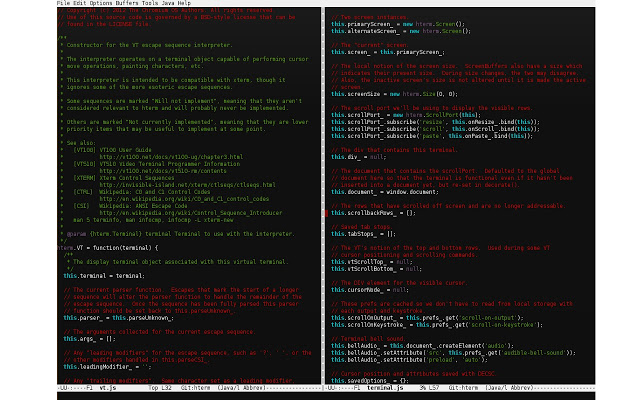 File Edit Options Buffers Tools Java Help
// Copyright (c) 2012 The Chromium OS Authors. All rights reserved.
// Use of this source code is governed by a BSD-style license that can be
// found in the LICENSE file.
/**
* Constructor for the VT escape sequence interpreter.
*
* The interpreter operates on a terminal object capable of performing cursor
* move operations, painting characters, etc.
*
* This interpreter is intended to be compatible with xterm, though it
* ignores some of the more esoteric escape sequences.
*
* Some sequences are marked "Will not implement", meaning that they aren't
* considered relevant to hterm and will probably never be implemented.
*
* Others are marked "Not currently implemented", meaning that they are lower
* priority items that may be useful to implement at some point.
*
* See also:
* [VT100] VT100 User Guide
* http://vt100.net/docs/vt100-ug/chapter3.html
* [VT510] VT510 Video Terminal Programmer Information
* http://vt100.net/docs/vt510-rm/contents
* [XTERM] Xterm Control Sequences
* http://invisible-island.net/xterm/ctlseqs/ctlseqs.html
* [CTRL] Wikipedia: C0 and C1 Control Codes
* http://en.wikipedia.org/wiki/C0_and_C1_control_codes
* [CSI] Wikipedia: ANSI Escape Code
* http://en.wikipedia.org/wiki/Control_Sequence_Introducer
* man 5 terminfo, man infocmp, infocmp -L xterm-new
*
* @param {hterm.Terminal} terminal Terminal to use with the interpreter.
*/
hterm.VT = function(terminal) {
/**
* The display terminal object associated with this virtual terminal.
*/
this.terminal = terminal;
// The current parser function. Escapes that mark the start of a longer
// sequence will alter the parser function to handle the remainder of the
// escape sequence. Once the sequence has been fully parsed this parser
// function should be set back to this.parseUnknown_.
this.parser_ = this.parseUnknown_;
// The arguments collected for the current escape sequence.
this.args_ = [];
// Any "leading modifiers" for the escape sequence, such as '?', ' ', or the
// other modifiers handled in this.parseCSI_.
this.leadingModifier_ = '';
// Any "trailing modifiers". Same character set as a leading modifier,
-UU-:----F1 vt.js Top L32 Git:hterm (Java/l Abbrev)
// Two screen instances.
this.primaryScreen_ = new hterm.Screen();
this.alternateScreen_ = new hterm.Screen();
// The "current" screen.
this.screen_ = this.primaryScreen_;
// The local notion of the screen size. ScreenBuffers also have a size which
// indicates their present size. During size changes, the two may disagree.
// Also, the inactive screen's size is not altered until it is made the active
// screen.
this.screenSize = new hterm.Size(0, 0);
// The scroll port we'll be using to display the visible rows.
this.scrollPort_ = new hterm.ScrollPort(this);
this.scrollPort_.subscribe('resize', this.onResize_.bind(this));
this.scrollPort_.subscribe('scroll', this.onScroll_.bind(this));
this.scrollPort_.subscribe('paste', this.onPaste_.bind(this));
// The div that contains this terminal.
this.div_ = null;
// The document that contains the scrollPort. Defaulted to the global
// document here so that the terminal is functional even if it hasn't been
// inserted into a document yet, but re-set in decorate().
this.document_ = window.document;
// The rows that have scrolled off screen and are no longer addressable.
this.scrollbackRows_ = [];
// Saved tab stops.
this.tabStops_ = [];
// The VT's notion of the top and bottom rows. Used during some VT
// cursor positioning and scrolling commands.
this.vtScrollTop_ = null;
this.vtScrollBottom_ = null;
// The DIV element for the visible cursor.
this.cursorNode_ = null;
// These prefs are cached so we don't have to read from local storage with
// each output and keystroke.
this.scrollOnOutput_ = this.prefs_.get('scroll-on-output');
this.scrollOnKeystroke_ = this.prefs_.get('scroll-on-keystroke');
// Terminal bell sound.
this.bellAudio_ = this.document_.createElement('audio');
this.bellAudio_.setAttribute('src', this.prefs_.get('audible-bell-sound'));
this.bellAudio_.setAttribute('preload', 'auto');
// Cursor position and attributes saved with DECSC.
this.savedOptions_ = {};
-UU-:----F1 terminal.js 3% L57 Git:hterm (Java/l Abbrev)